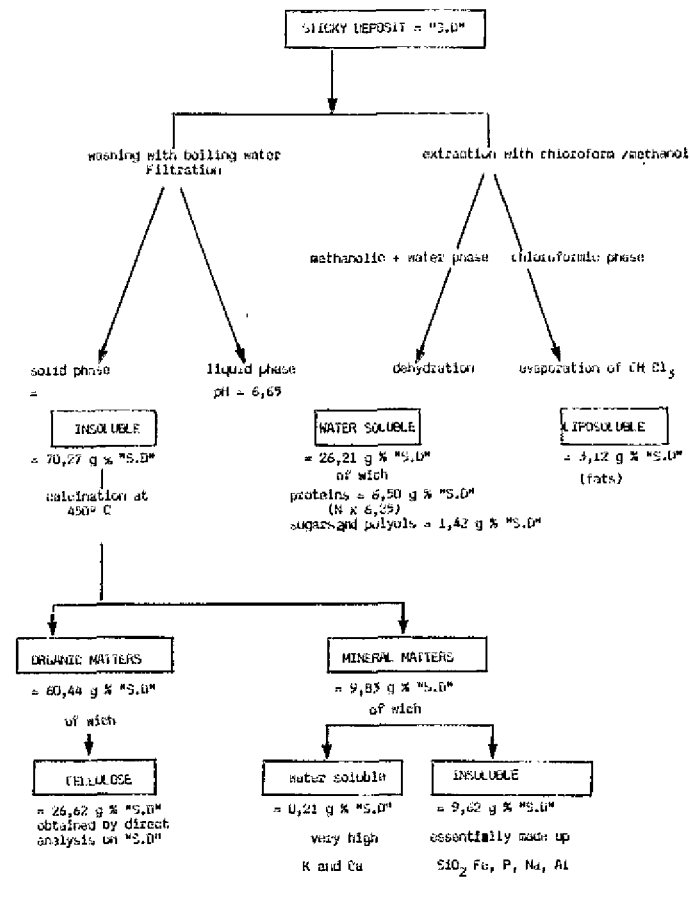 STICKY DEPOSIT = "S.D"
washing with boiling water
Filtration
extraction with chloroform /methanol
methanolic + water phase
chloroformic phase
solid phase
=
liquid phase
pH = 6,65
dehydration
evaporation of CH Cl3
INSOLUBLE
= 70,27 g % "S.D"
WATER SOLUBLE
= 26,21 g % "S.D"
of wich
proteins = 6,50 g % "S.D"
(N x 6,25)
sugars and polyols = 1,42 g % "S.D"
LIPOSOLUBLE
= 3,12 g % "S.D"
(fats)
calcination at
450º C
ORGANIC MATTERS
= 60,44 g % "S.D"
of wich
MINERAL MATTERS
= 9,83 g % "S.D"
of wich
CELLULOSE
= 26,62 g % "S.D"
obtained by direct
analysis on "S.D"
Water soluble
= 0,21 g % "S.D"
very high
K and Ca
INSOLUBLE
= 9,62 g % "S.D"
essentially made up
SiO2 Fe, P, Na, Al